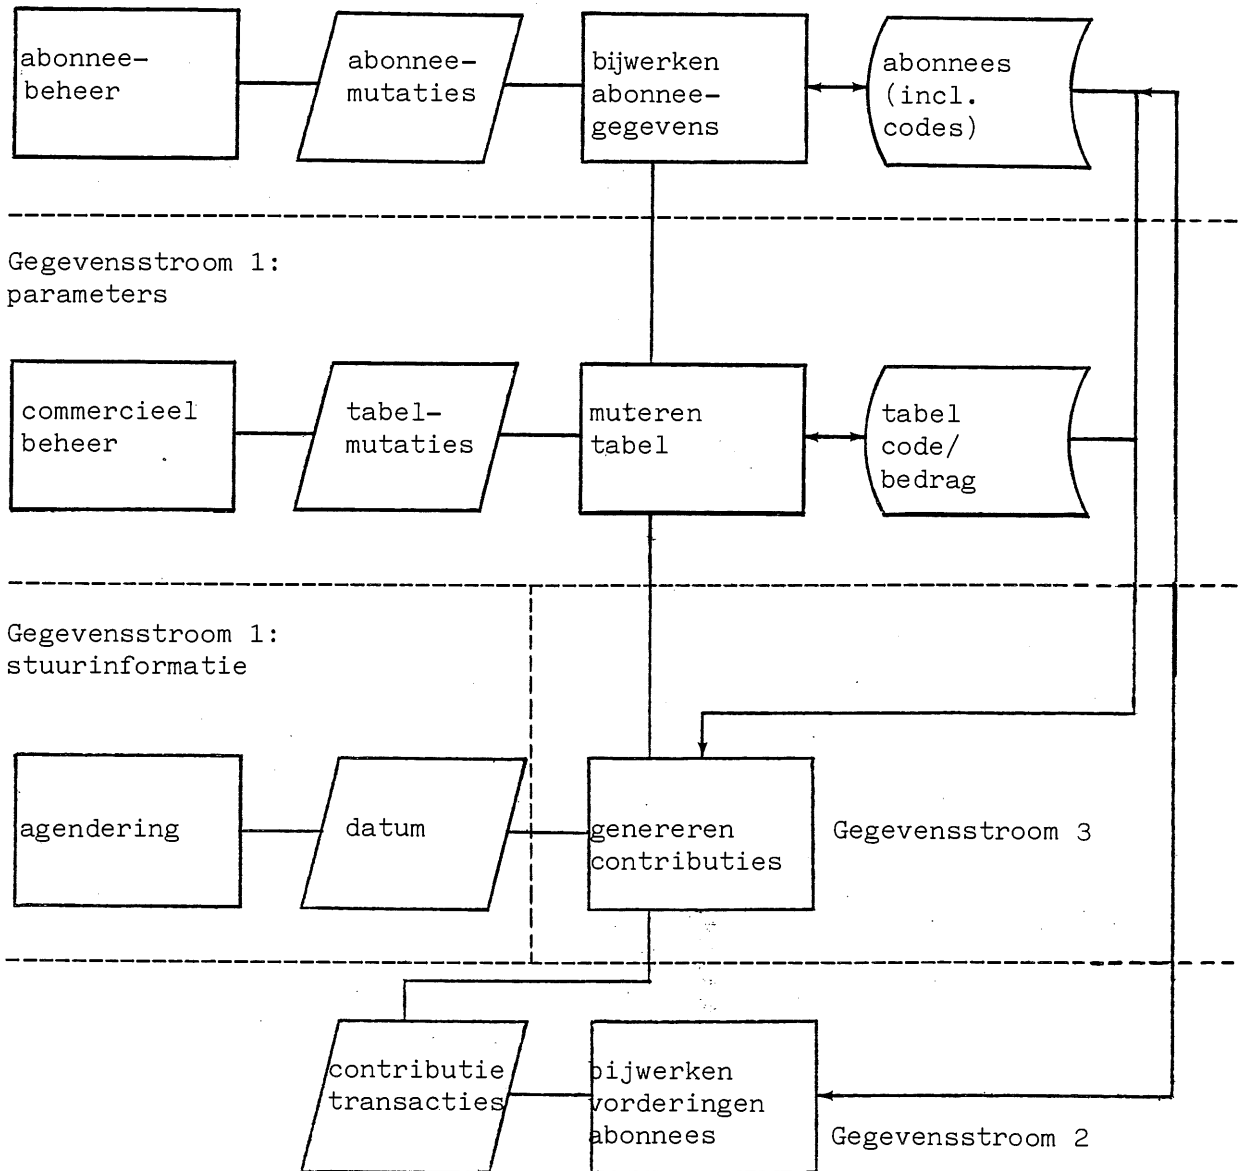 abonnee-
beheer
abonnee-
mutaties
bijwerken
abonnee-
gegevens
abonnees
(incl.
codes)
Gegevensstroom 1:
parameters
commercieel
beheer
tabel-
mutaties
muteren
tabel
tabel
code/
bedrag
Gegevensstroom 1:
stuurinformatie
agendering
datum
genereren
contributies
Gegevensstroom 3
contributie
transacties
bijwerken
vorderingen
abonnees
Gegevensstroom 2